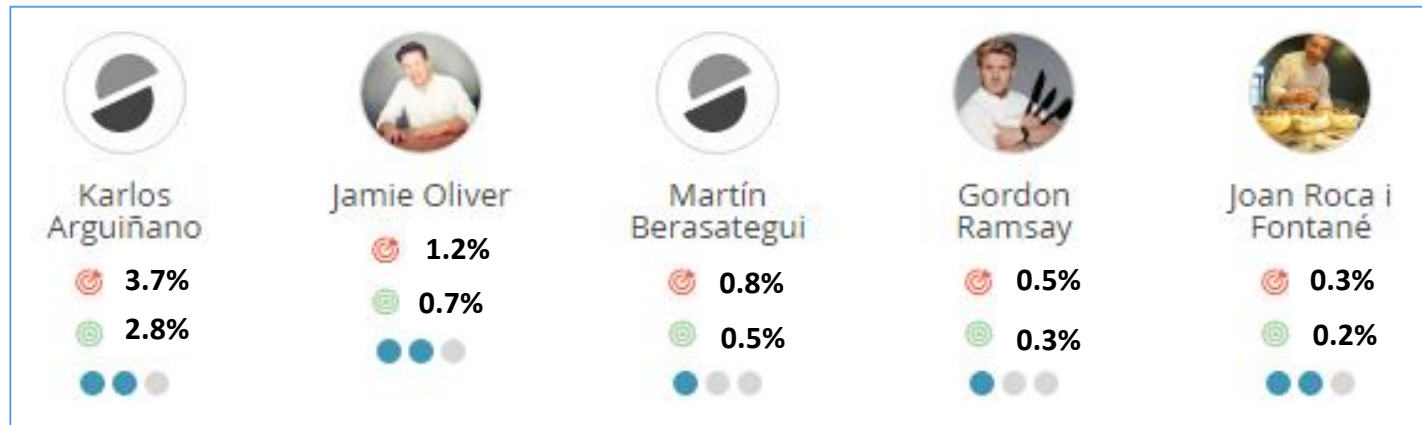 Karlos
Arguiñano
3.7%
2.8%
Jamie Oliver
1.2%
0.7%
Martín
Berasategui
0.8%
0.5%
Gordon
Ramsay
0.5%
0.3%
Joan Roca i
Fontané
0.3%
0.2%